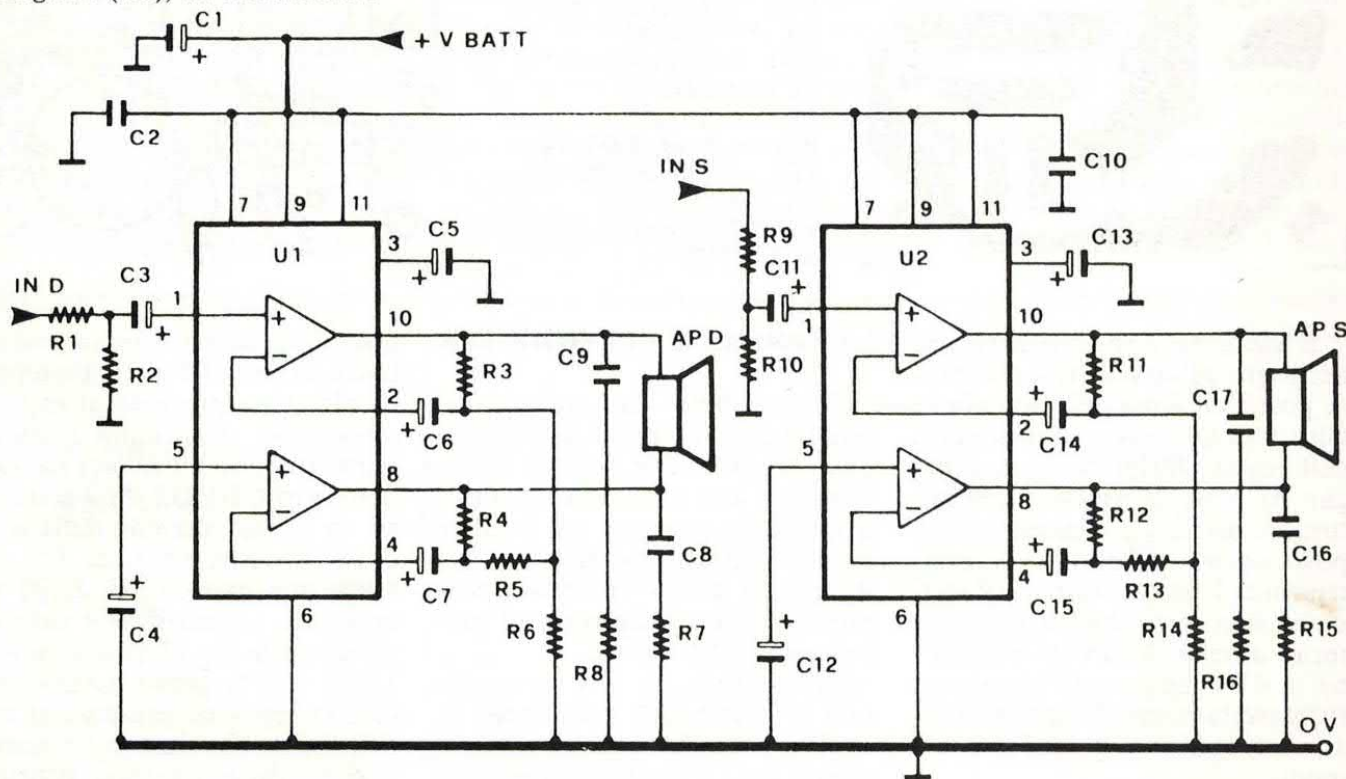 C1
+
+ V BATT
C2
C10
IN S
7
9
11
7
9
11
U1
3
C5
+
R9
C11
+
U2
3
C13
+
IN D
C3
1
+
R1
R2
+
−
10
C9
AP D
R3
1
R10
+
−
10
AP S
R11
C17
2
+
C6
2
+
C14
5
+
−
8
R4
5
+
−
8
R12
C8
C16
4
+
C7
R5
4
+
C15
R13
C4
+
6
R6
R8
R7
C12
+
6
R14
R16
R15
0 V